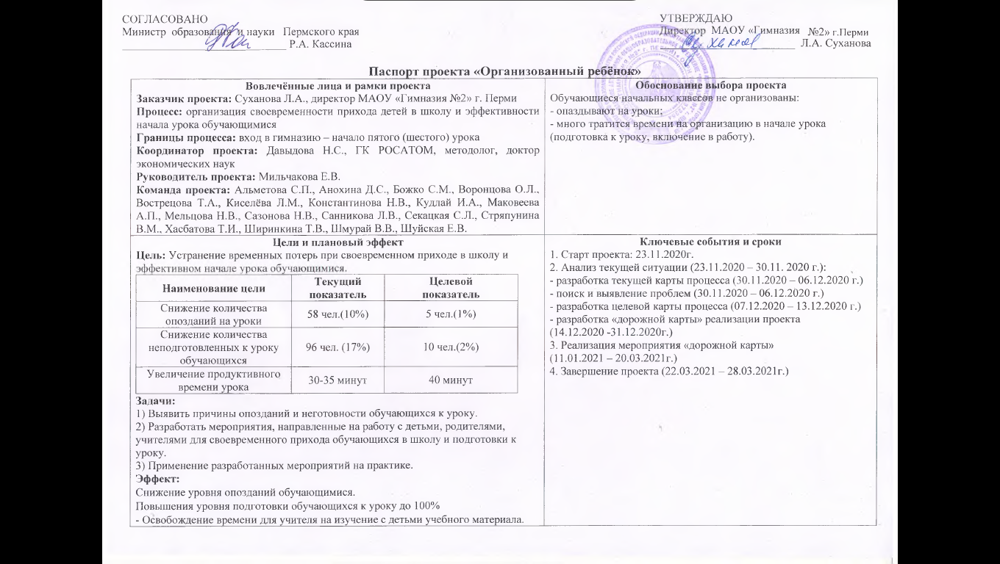 СОГЛАСОВАНО
Министр образования и науки Пермского края
Р.А. Кассина
УТВЕРЖДАЮ
Директор МАОУ «Гимназия №2» г.Перми
Л.А. Суханова
Паспорт проекта «Организованный ребёнок»
Вовлечённые лица и рамки проекта
Заказчик проекта: Суханова Л.А., директор МАОУ «Гимназия №2» г. Перми
Процесс: организация своевременности прихода детей в школу и эффективности
начала урока обучающимися
Границы процесса: вход в гимназию – начало пятого (шестого) урока
Координатор проекта: Давыдова Н.С., ГК РОСАТОМ, методолог, доктор
экономических наук
Руководитель проекта: Мильчакова Е.В.
Команда проекта: Альметова С.П., Анохина Д.С., Божко С.М., Воронцова О.Л.,
Вострецова Т.А., Киселёва Л.М., Константинова Н.В., Кудлай И.А., Маковеева
А.П., Мельцова Н.В., Сазонова Н.В., Санникова Л.В., Секацкая С.Л., Стряпунина
В.М., Хасбатова Т.И., Ширинкина Т.В., Шмурай В.В., Шуйская Е.В.
Обоснование выбора проекта
Обучающиеся начальных классов не организованы:
- опаздывают на уроки;
- много тратится времени на организацию в начале урока
(подготовка к уроку, включение в работу).
Цели и плановый эффект
Цель: Устранение временных потерь при своевременном приходе в школу и
эффективном начале урока обучающимися.
Наименование цели
Текущий
показатель
Целевой
показатель
Снижение количества
опозданий на уроки
58 чел.(10%)
5 чел.(1%)
Снижение количества
неподготовленных к уроку
обучающихся
96 чел. (17%)
10 чел.(2%)
Увеличение продуктивного
времени урока
30-35 минут
40 минут
Задачи:
1) Выявить причины опозданий и неготовности обучающихся к уроку.
2) Разработать мероприятия, направленные на работу с детьми, родителями,
учителями для своевременного прихода обучающихся в школу и подготовки к
уроку.
3) Применение разработанных мероприятий на практике.
Эффект:
Снижение уровня опозданий обучающимися.
Повышения уровня подготовки обучающихся к уроку до 100%
- Освобождение времени для учителя на изучение с детьми учебного материала.
Ключевые события и сроки
1. Старт проекта: 23.11.2020г.
2. Анализ текущей ситуации (23.11.2020 – 30.11. 2020 г.):
- разработка текущей карты процесса (30.11.2020 – 06.12.2020 г.)
- поиск и выявление проблем (30.11.2020 – 06.12.2020 г.)
- разработка целевой карты процесса (07.12.2020 – 13.12.2020 г.)
- разработка «дорожной карты» реализации проекта
(14.12.2020 -31.12.2020г.)
3. Реализация мероприятия «дорожной карты»
(11.01.2021 – 20.03.2021г.)
4. Завершение проекта (22.03.2021 – 28.03.2021г.)